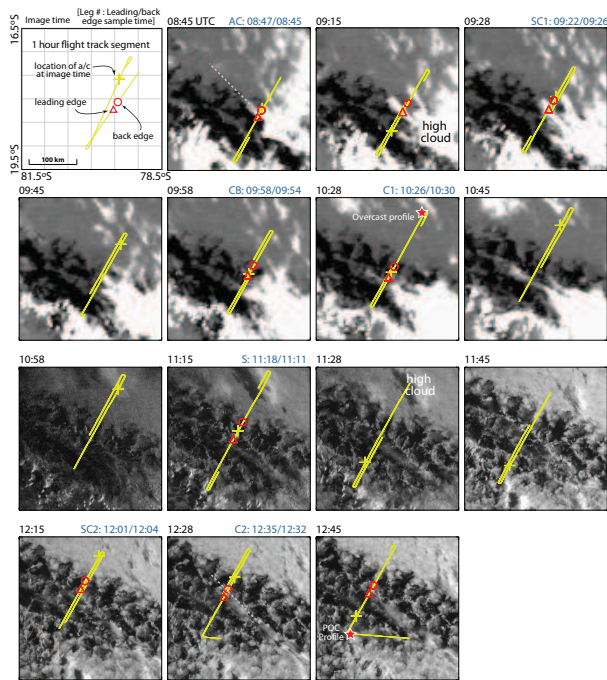 Image time
[Leg # : Leading/back
edge sample time]
16.5ºS
1 hour flight track segment
location of a/c
at image time
leading edge
back edge
100 km
19.5ºS
81.5ºS
78.5ºS
08:45 UTC
AC: 08:47/08:45
09:15
high
cloud
09:28
SC1: 09:22/09:26
09:45
09:58
CB: 09:58/09:54
10:28
C1: 10:26/10:30
Overcast profile
10:45
10:58
11:15
S: 11:18/11:11
11:28
high
cloud
11:45
12:15
SC2: 12:01/12:04
12:28
C2: 12:35/12:32
12:45
POC
Profile